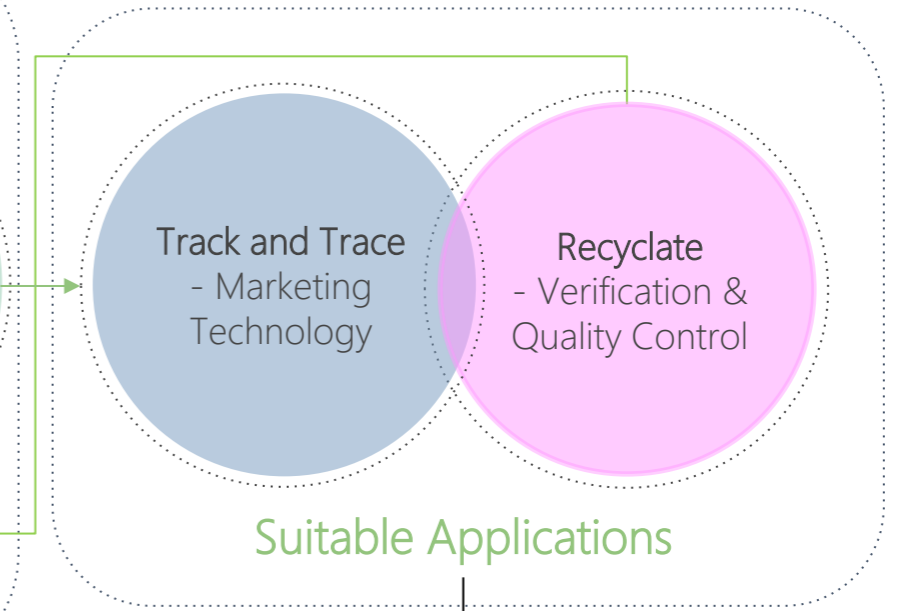 Track and Trace
- Marketing
Technology
Recyclate
- Verification &
Quality Control
Suitable Applications